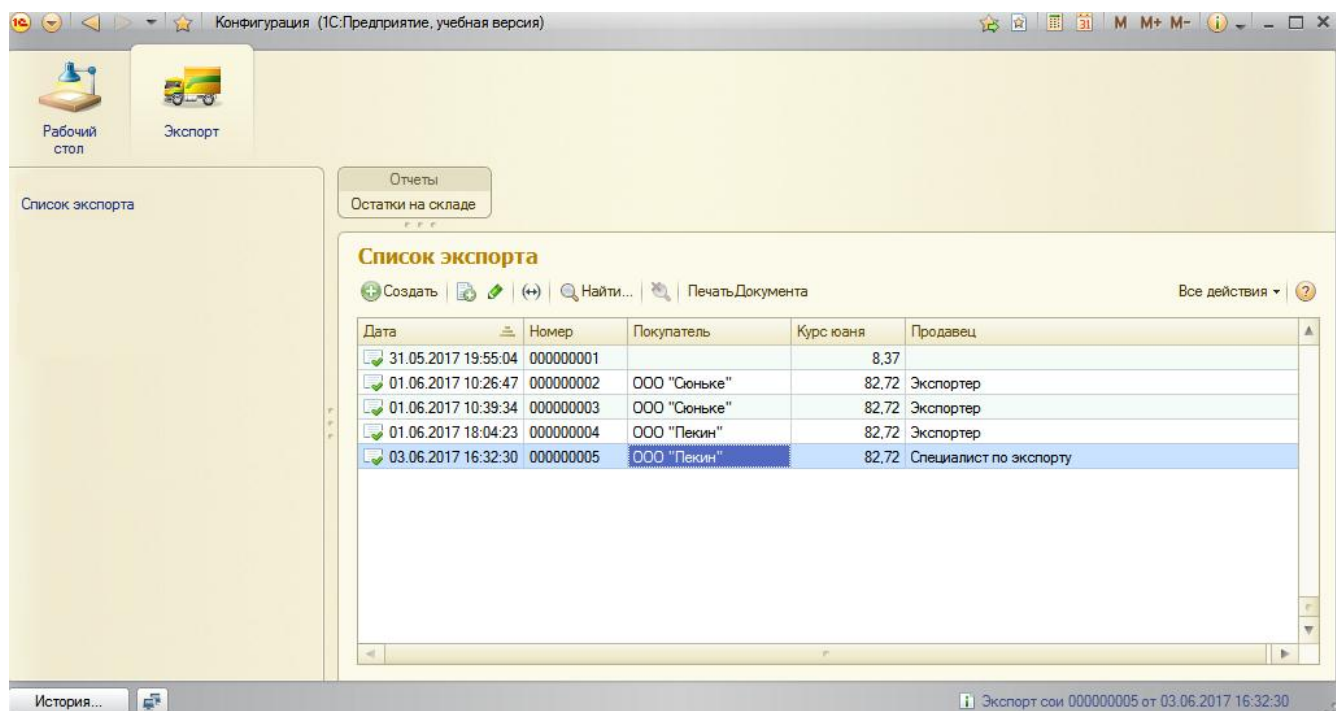 Конфигурация (1С:Предприятие, учебная версия)
31
M M+ M-
Рабочий стол
Экспорт
Список экспорта
Отчеты
Остатки на складе
Список экспорта
Создать Найти... ПечатьДокумента Все действия
Дата Номер Покупатель Курс юаня Продавец
31.05.2017 19:55:04 000000001 8,37
01.06.2017 10:26:47 000000002 ООО "Сюньке" 82,72 Экспортер
01.06.2017 10:39:34 000000003 ООО "Сюньке" 82,72 Экспортер
01.06.2017 18:04:23 000000004 ООО "Пекин" 82,72 Экспортер
03.06.2017 16:32:30 000000005 ООО "Пекин" 82,72 Специалист по экспорту
История...
Экспорт сои 000000005 от 03.06.2017 16:32:30